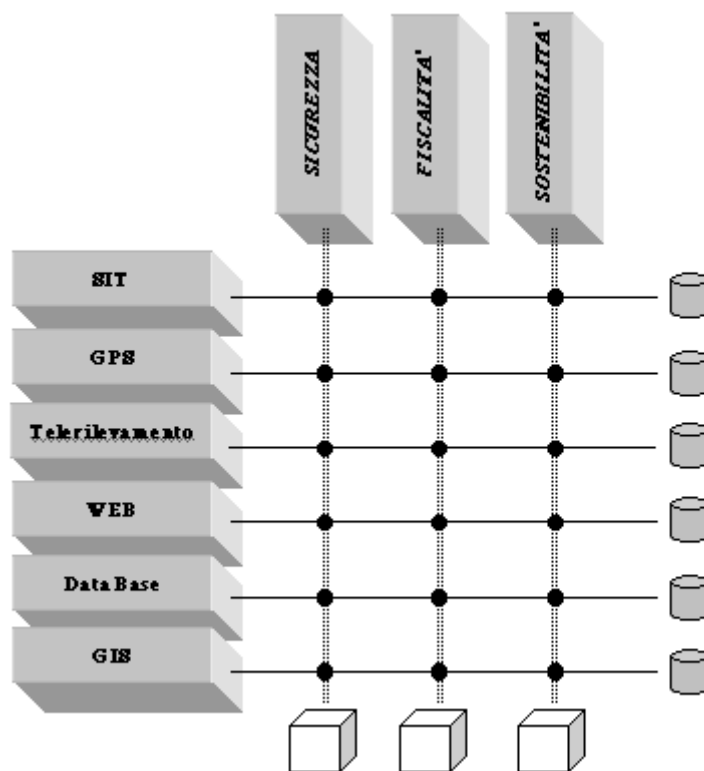 SICUREZZA
FISCALITA'
SOSTENIBILITA'
SIT
GPS
Telerilevamento
WEB
Data Base
GIS